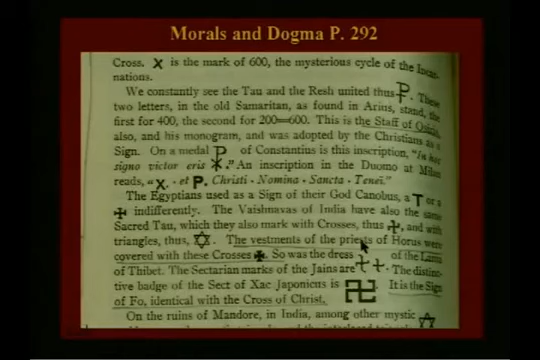 Morals and Dogma P. 292
Cross. X is the mark of 600, the mysterious cycle of the Incar-
nations.
We constantly see the Tau and the Resh united thus. These
two letters, in the old Samaritan, as found in Arius, stand, the
first for 400, the second for 200=600. This is the Staff of Osiris,
also, and his monogram, and was adopted by the Christians as a
Sign. On a medal P of Constantius is this inscription, "In hoc
signo victor eris." An inscription in the Duomo at Milan
reads, "X. et P. Christi · Nomina · Sancta · Tenei."
The Egyptians used as a Sign of their God Canobus, a T or a
✠ indifferently. The Vaishnavas of India have also the same
Sacred Tau, which they also mark with Crosses, thus, and with
triangles, thus, ✡. The vestments of the priests of Horus were
covered with these Crosses ✠. So was the dress of the Lama
of Thibet. The Sectarian marks of the Jains are. The distinc-
tive badge of the Sect of Xac Japonicus is 卐. It is the Sign
of Fo, identical with the Cross of Christ.
On the ruins of Mandore, in India, among other mystic